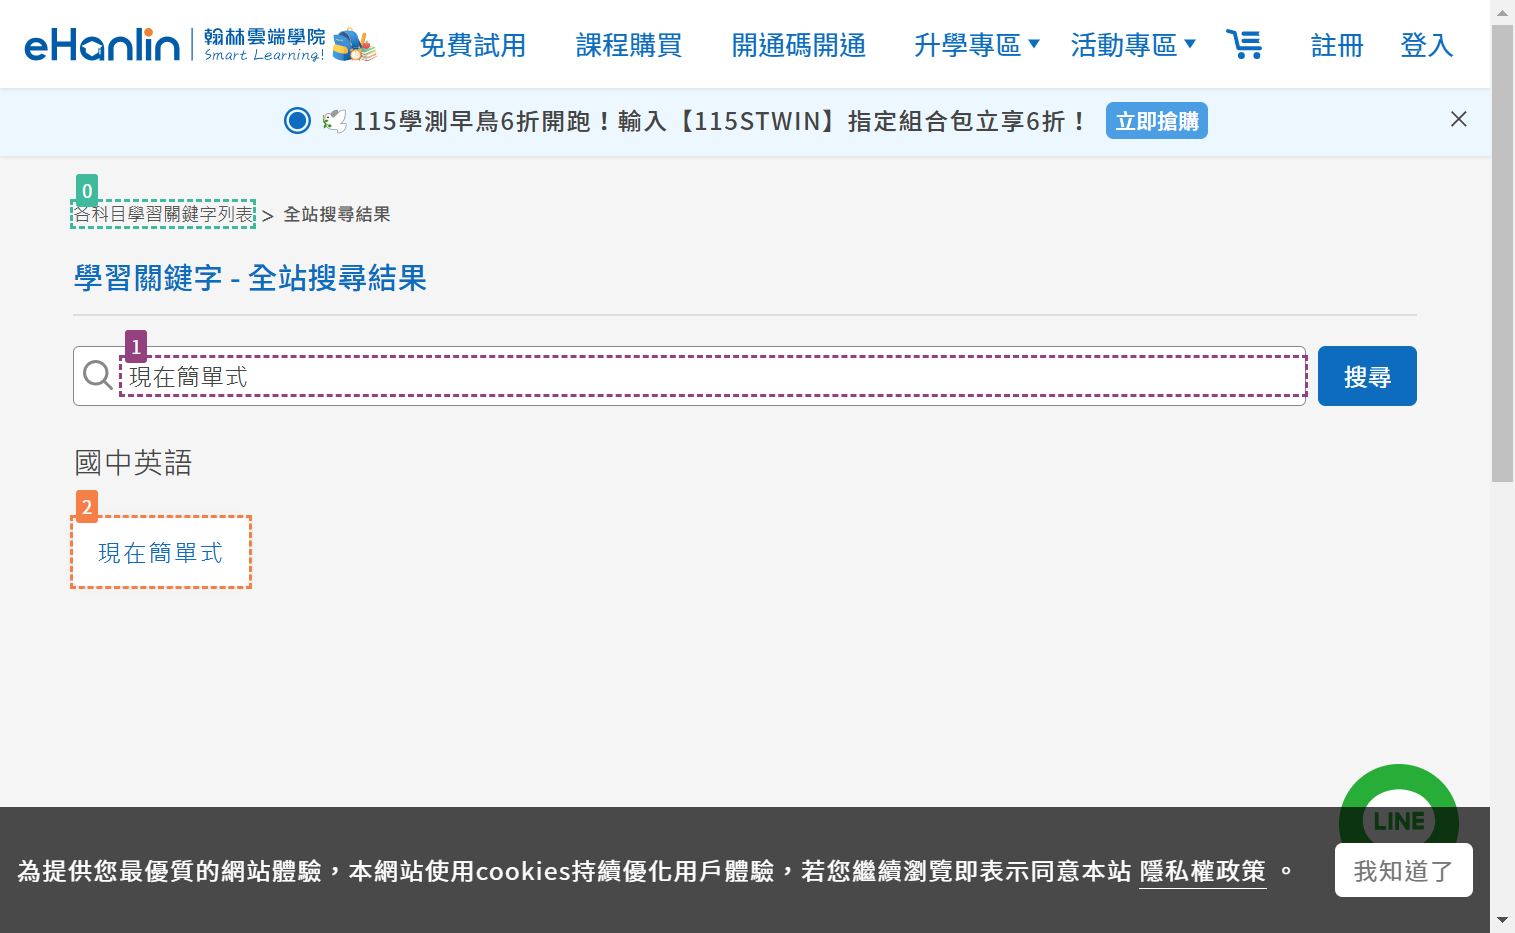 eHanlin 翰林雲端學院 Smart Learning! 免費試用 課程購買 開通碼開通 升學專區 活動專區 註冊 登入
115學測早鳥6折開跑！輸入【115STWIN】指定組合包立享6折！ 立即搶購
0
各科目學習關鍵字列表 > 全站搜尋結果
學習關鍵字 - 全站搜尋結果
1
現在簡單式 搜尋
國中英語
2
現在簡單式
LINE
為提供您最優質的網站體驗，本網站使用cookies持續優化用戶體驗，若您繼續瀏覽即表示同意本站 隱私權政策 。 我知道了